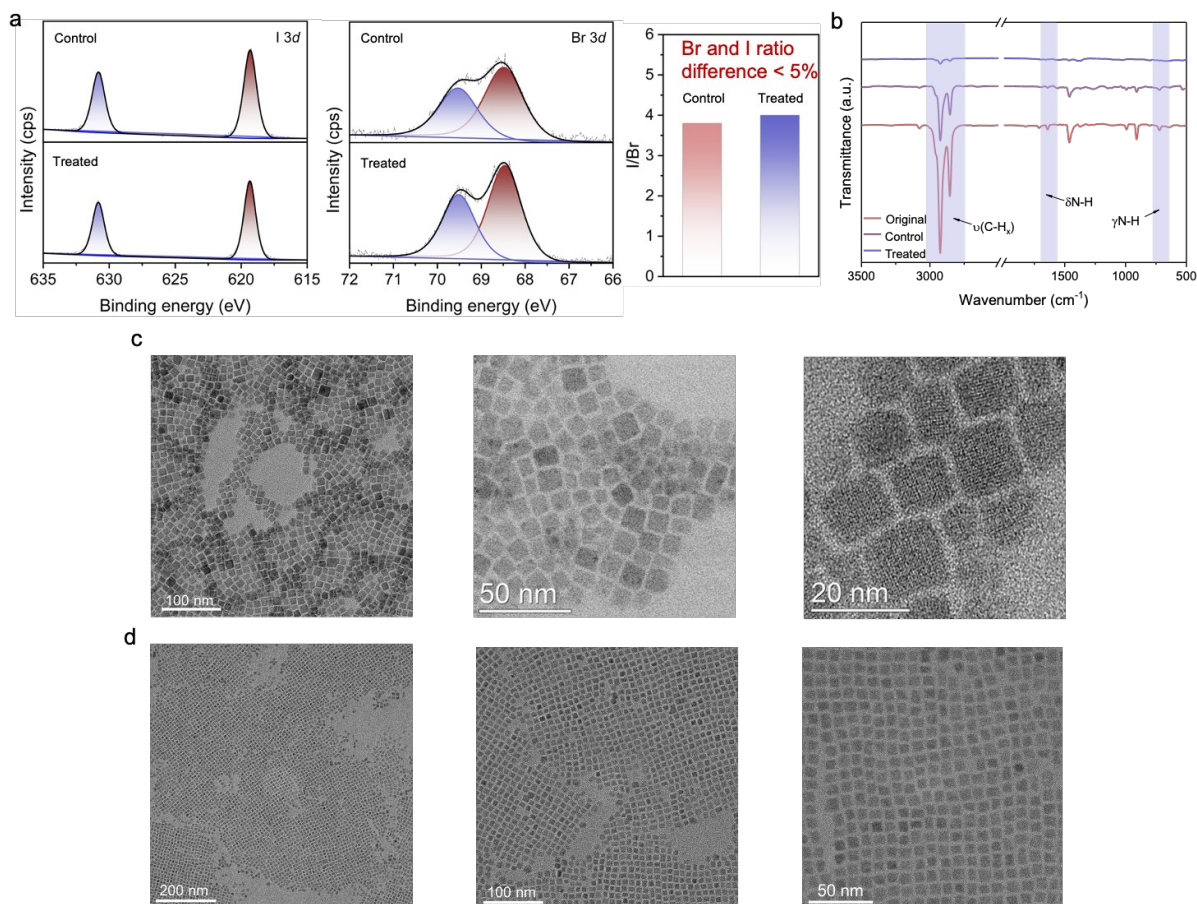 a
Control
I 3d
Treated
Intensity (cps)
635 630 625 620 615
Binding energy (eV)
Control
Br 3d
Treated
Intensity (cps)
72 71 70 69 68 67 66
Binding energy (eV)
Br and I ratio
difference < 5%
Control
Treated
I/Br
6
5
4
3
2
1
0
b
Transmittance (a.u.)
δN-H
γN-H
υ(C-Hₓ)
Original
Control
Treated
3500 3000 1500 1000 500
Wavenumber (cm⁻¹)
c
100 nm
50 nm
20 nm
d
200 nm
100 nm
50 nm